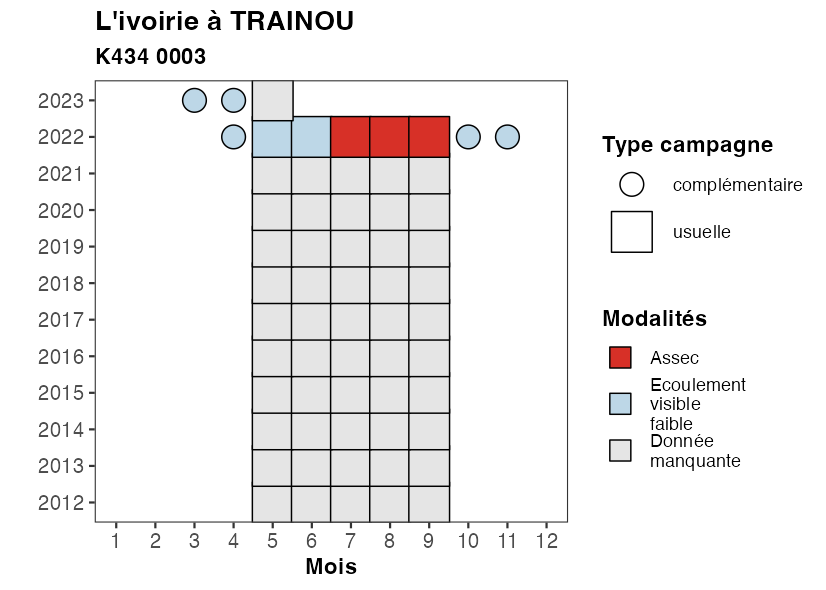 L'ivoirie à TRAINOU
K434 0003
2023
2022
2021
2020
2019
2018
2017
2016
2015
2014
2013
2012
1 2 3 4 5 6 7 8 9 10 11 12
Mois
Type campagne
complémentaire
usuelle
Modalités
Assec
Ecoulement
visible
faible
Donnée
manquante